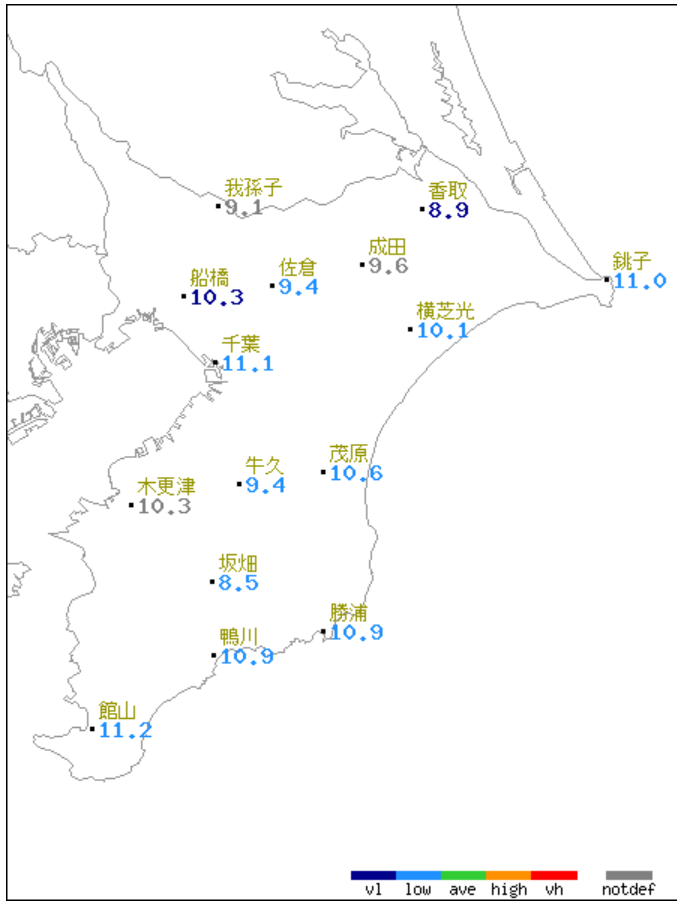 我孫子
9.1
香取
8.9
成田
9.6
佐倉
9.4
船橋
10.3
銚子
11.0
横芝光
10.1
千葉
11.1
茂原
10.6
牛久
9.4
木更津
10.3
坂畑
8.5
勝浦
10.9
鴨川
10.9
館山
11.2
vl low ave high vh notdef